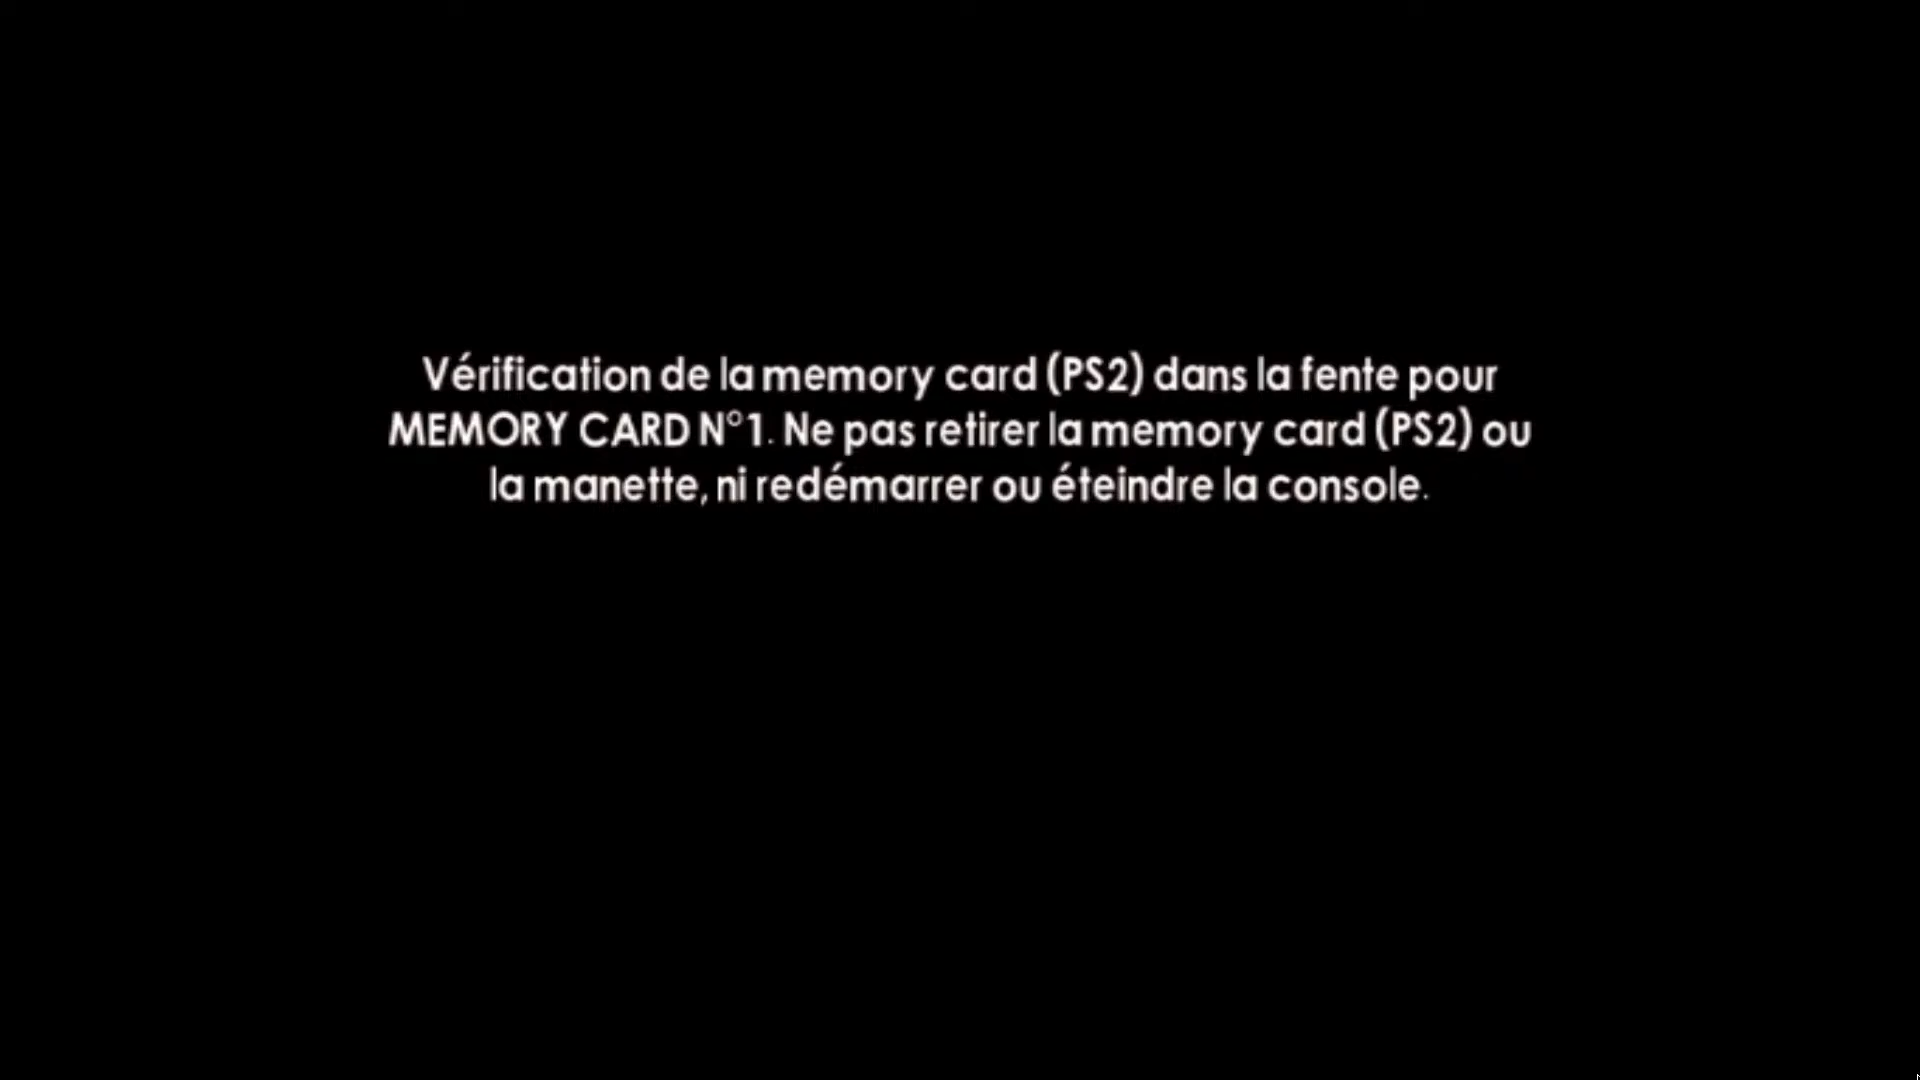 Vérification de la memory card (PS2) dans la fente pour
MEMORY CARD N°1. Ne pas retirer la memory card (PS2) ou
la manette, ni redémarrer ou éteindre la console.